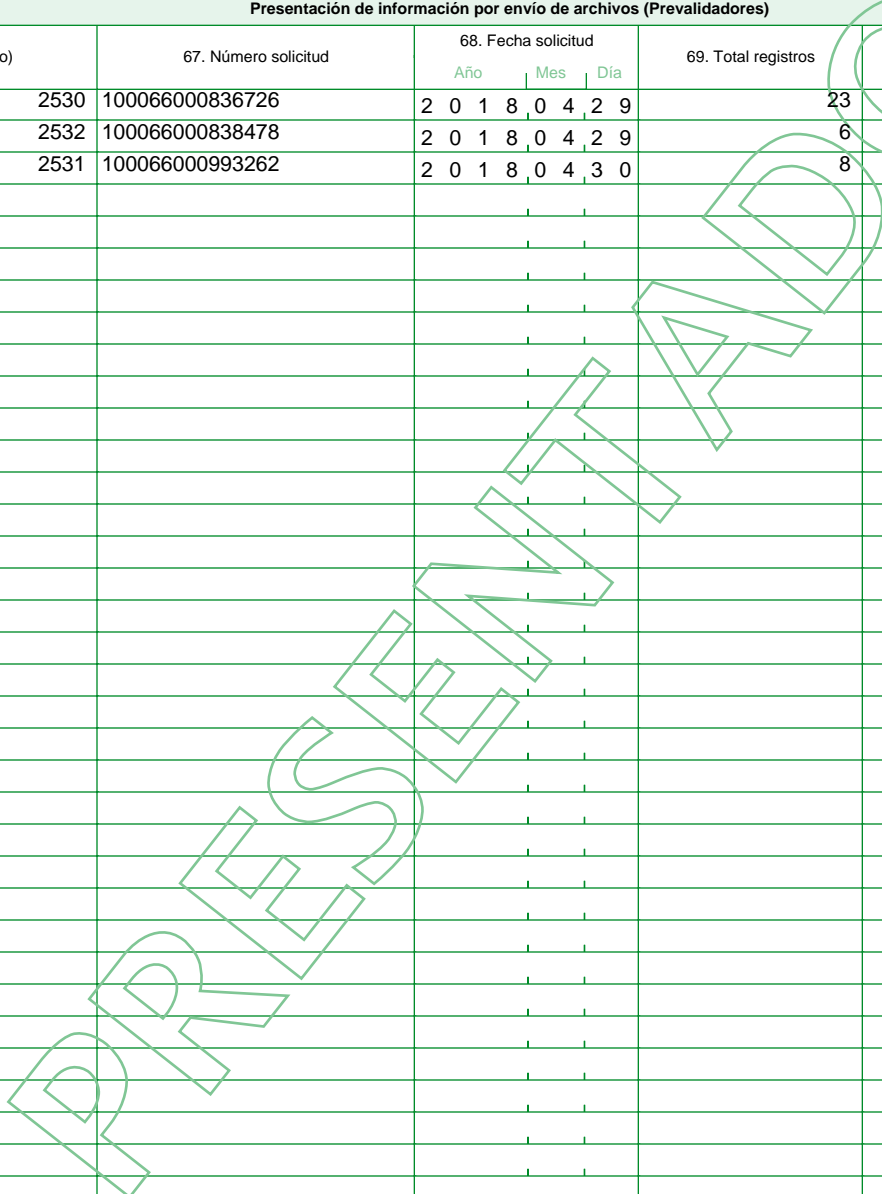 Presentación de información por envío de archivos (Prevalidadores)
o) 67. Número solicitud 68. Fecha solicitud 69. Total registros
Año Mes Día
2530 100066000836726 2 0 1 8 0 4 2 9 23
2532 100066000838478 2 0 1 8 0 4 2 9 6
2531 100066000993262 2 0 1 8 0 4 3 0 8
PRESENTADO